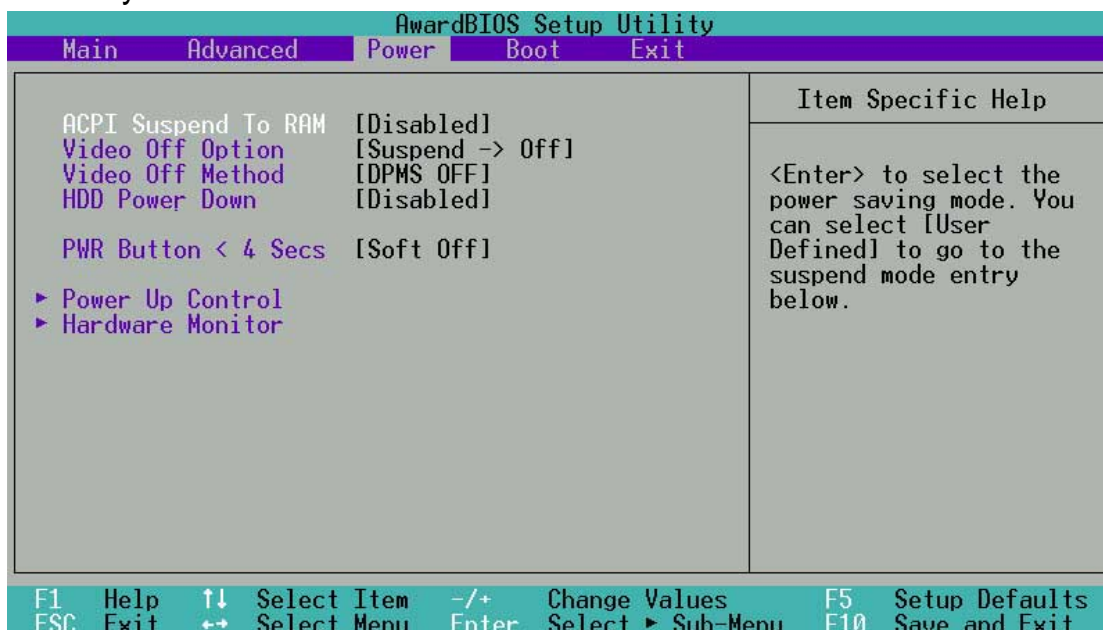 AwardBIOS Setup Utility
Main Advanced Power Boot Exit
ACPI Suspend To RAM [Disabled]
Video Off Option [Suspend -> Off]
Video Off Method [DPMS OFF]
HDD Power Down [Disabled]
PWR Button < 4 Secs [Soft Off]
► Power Up Control
► Hardware Monitor
Item Specific Help
<Enter> to select the
power saving mode. You
can select [User
Defined] to go to the
suspend mode entry
below.
F1 Help ↑↓ Select Item -/+ Change Values F5 Setup Defaults
ESC Exit ←→ Select Menu Enter Select ► Sub-Menu F10 Save and Exit